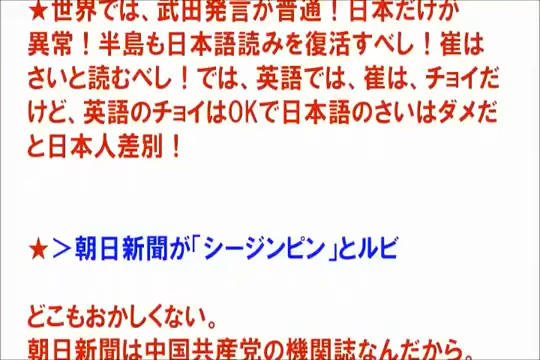 ★世界では、武田発言が普通！日本だけが
異常！半島も日本語読みを復活すべし！崔は
さいと読むべし！では、英語では、崔は、チョイだ
けど、英語のチョイはOKで日本語のさいはダメだ
と日本人差別！
★＞朝日新聞が「シージンピン」とルビ
どこもおかしくない。
朝日新聞は中国共産党の機関誌なんだから。